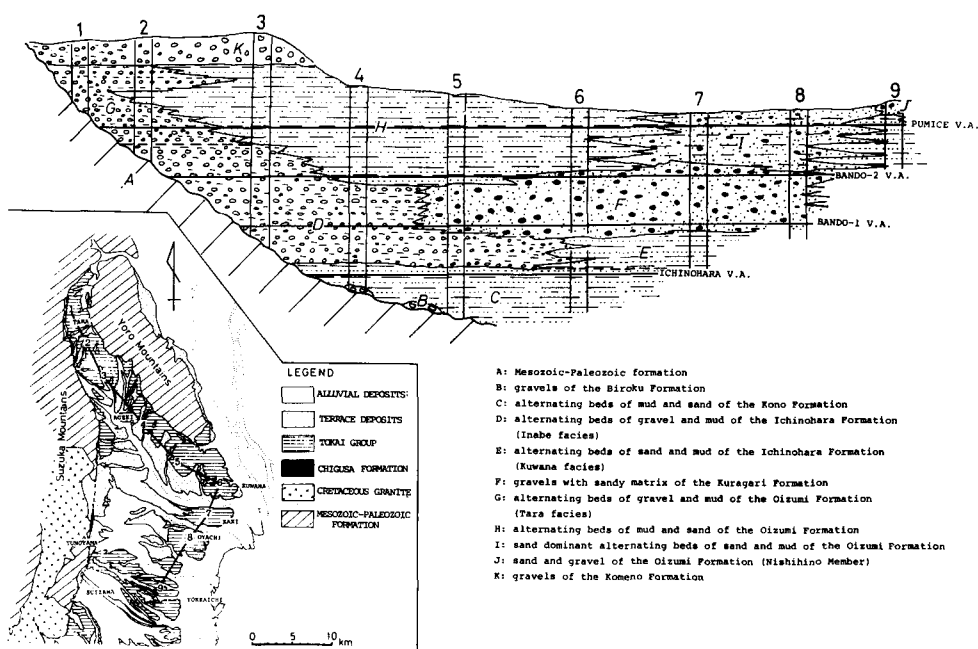 1 2 3 4 5 6 7 8 9
K
G
H
J
I
A
D
F
E
B
C
PUMICE V.A.
BANDO-2 V.A.
BANDO-1 V.A.
ICHINOHARA V.A.
Yoro Mountains
Suzuka Mountains
TARA
2
5
KUWANA
7
8 OYACHI
YOKKAICHI
0 5 10
km
LEGEND
ALLUVIAL DEPOSITS
TERRACE DEPOSITS
TOKAI GROUP
CHIGUSA FORMATION
CRETACEOUS GRANITE
MESOZOIC-PALEOZOIC
FORMATION
A: Mesozoic-Paleozoic formation
B: gravels of the Biroku Formation
C: alternating beds of mud and sand of the Kono Formation
D: alternating beds of gravel and mud of the Ichinohara Formation
(Inabe facies)
E: alternating beds of sand and mud of the Ichinohara Formation
(Kuwana facies)
F: gravels with sandy matrix of the Kuragari Formation
G: alternating beds of gravel and mud of the Oizumi Formation
(Tara facies)
H: alternating beds of mud and sand of the Oizumi Formation
I: sand dominant alternating beds of sand and mud of the Oizumi Formation
J: sand and gravel of the Oizumi Formation (Nishihino Member)
K: gravels of the Komeno Formation